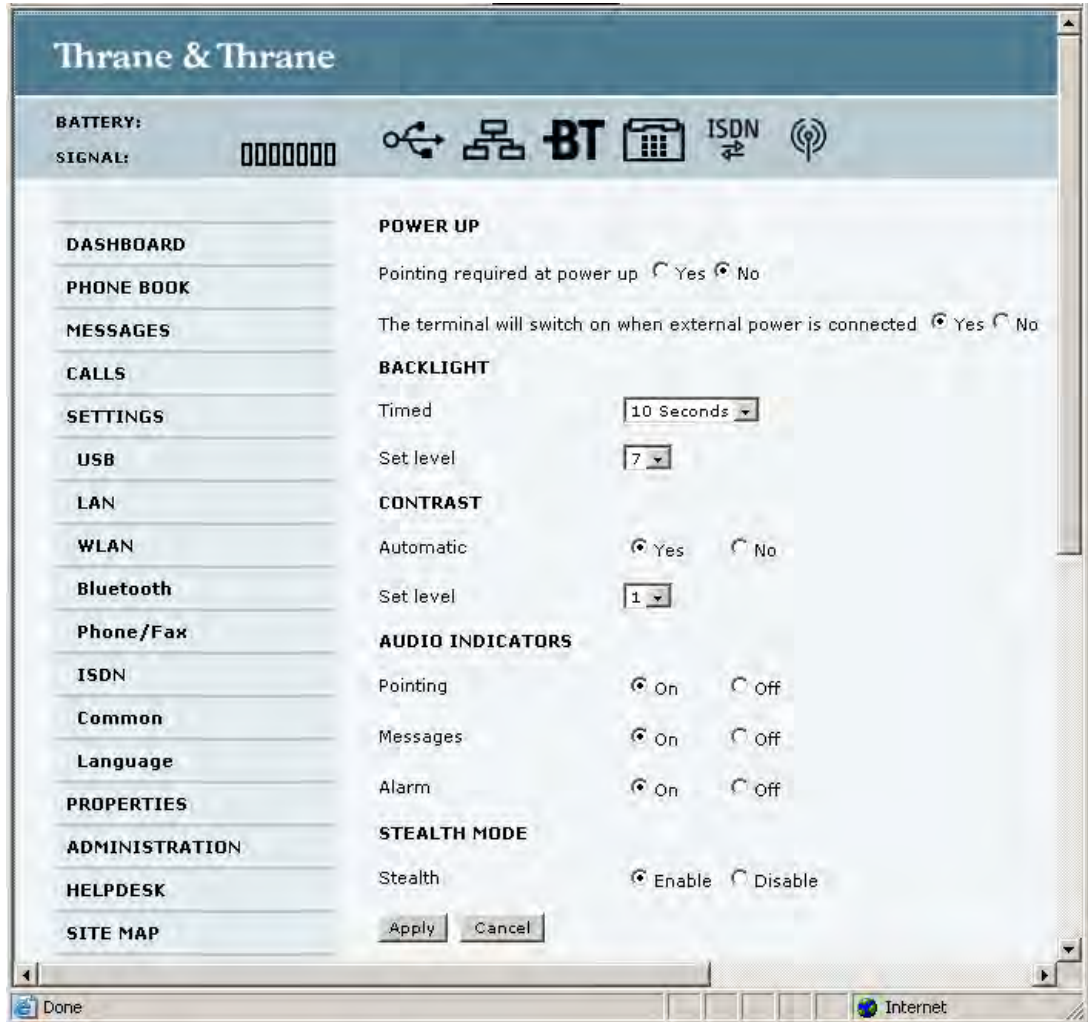 Thrane & Thrane
BATTERY:
SIGNAL:
BT
ISDN
DASHBOARD
PHONE BOOK
MESSAGES
CALLS
SETTINGS
USB
LAN
WLAN
Bluetooth
Phone/Fax
ISDN
Common
Language
PROPERTIES
ADMINISTRATION
HELPDESK
SITE MAP
POWER UP
Pointing required at power up Yes No
The terminal will switch on when external power is connected Yes No
BACKLIGHT
Timed 10 Seconds
Set level 7
CONTRAST
Automatic Yes No
Set level 1
AUDIO INDICATORS
Pointing On Off
Messages On Off
Alarm On Off
STEALTH MODE
Stealth Enable Disable
Apply Cancel
Done Internet